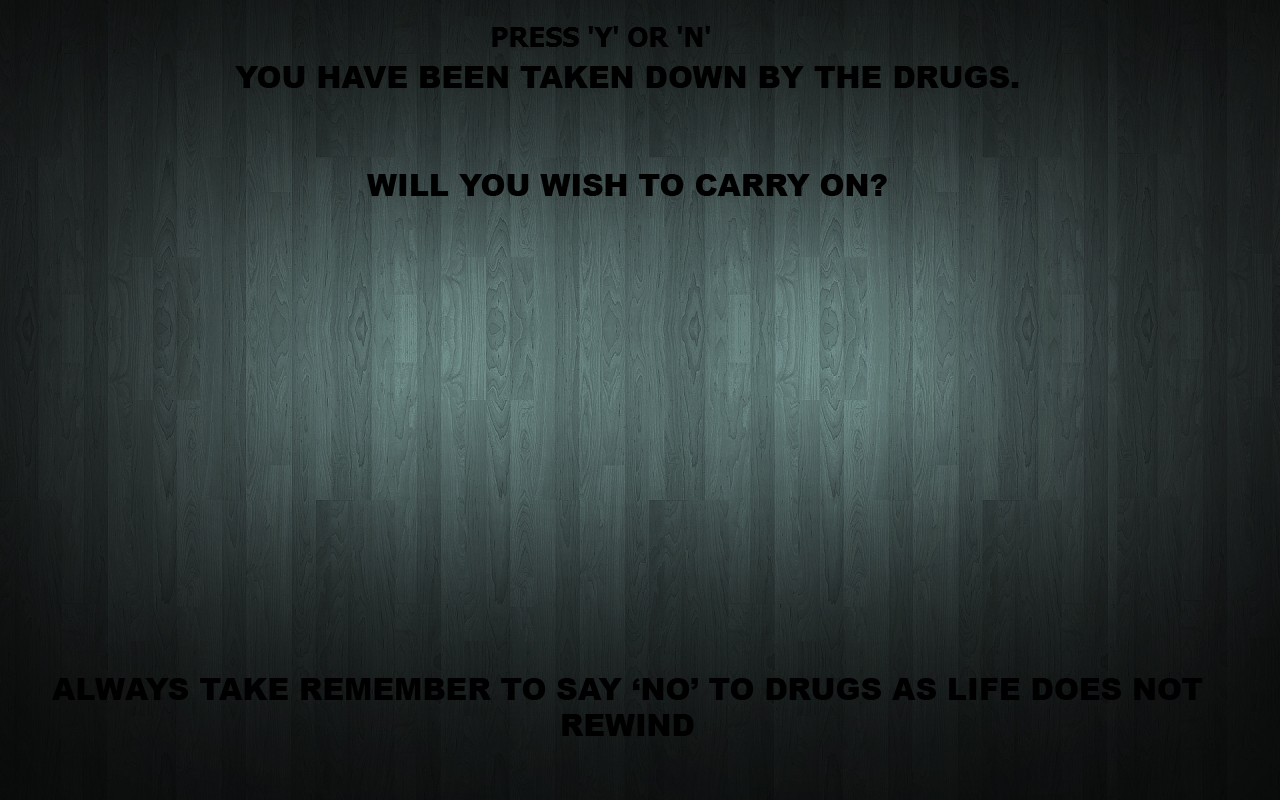 PRESS 'Y' OR 'N'
YOU HAVE BEEN TAKEN DOWN BY THE DRUGS.
WILL YOU WISH TO CARRY ON?
ALWAYS TAKE REMEMBER TO SAY ‘NO’ TO DRUGS AS LIFE DOES NOT
REWIND